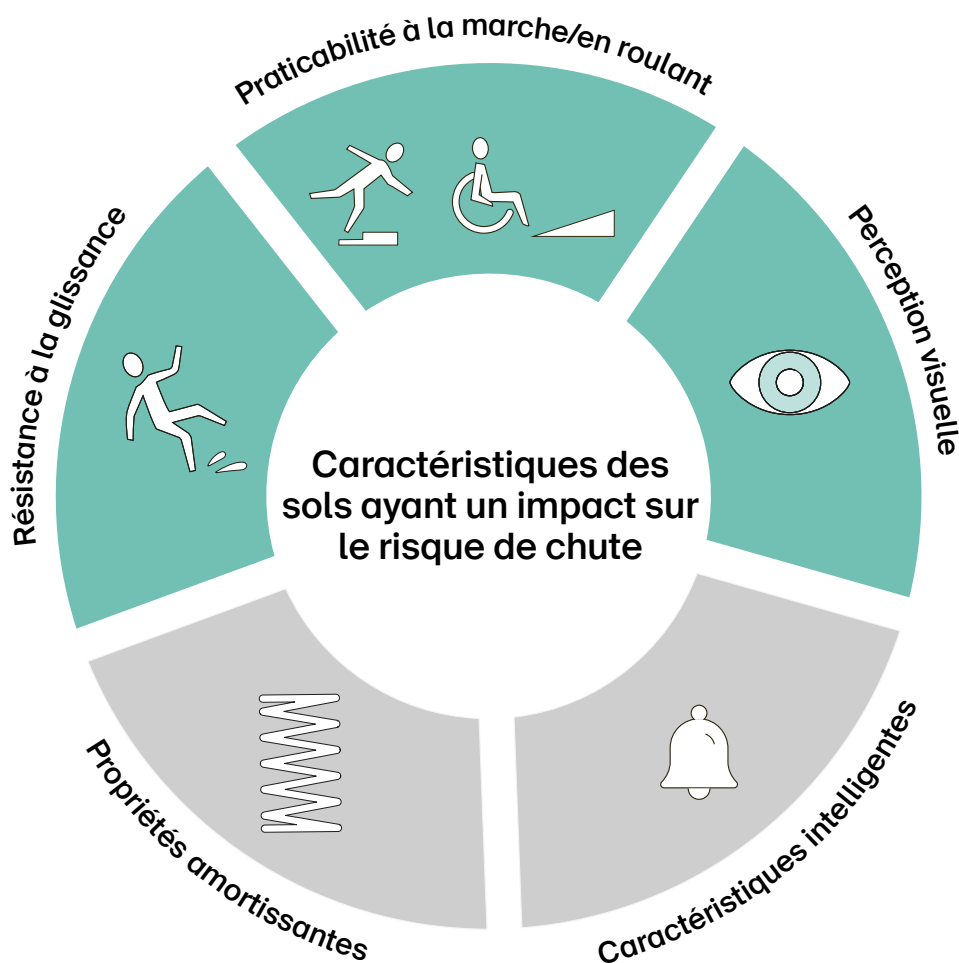 Praticabilité à la marche/en roulant
Résistance à la glissance
Perception visuelle
Caractéristiques des
sols ayant un impact sur
le risque de chute
Propriétés amortissantes
Caractéristiques intelligentes